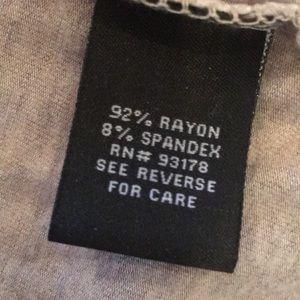 92% RAYON
8% SPANDEX
RN# 93178
SEE REVERSE
FOR CARE